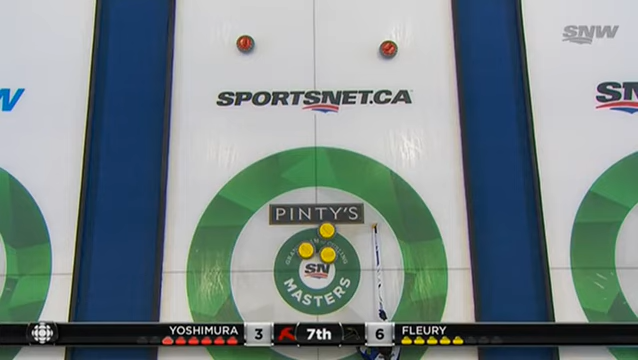 SNW
W
SPORTSNET.CA
SN
PINTY'S
SN
MASTERS
YOSHIMURA 3 7th 6 FLEURY